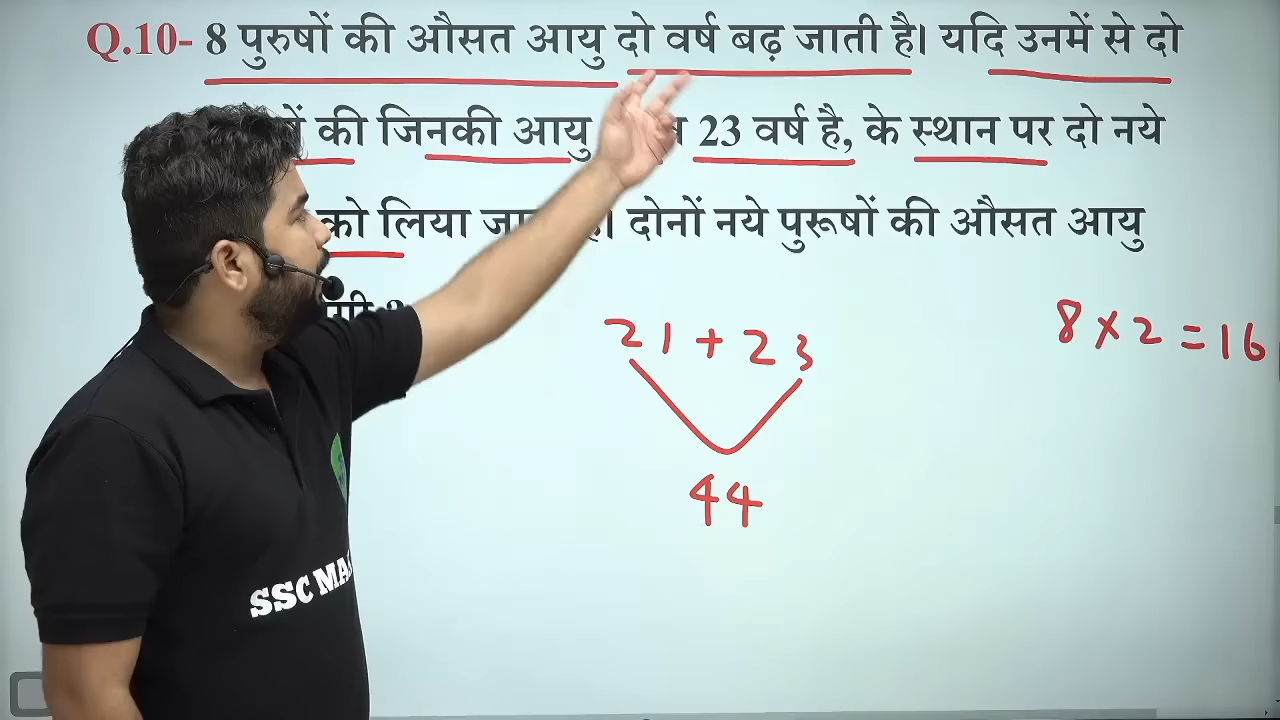 Q.10- 8 पुरुषों की औसत आयु दो वर्ष बढ़ जाती है। यदि उनमें से दो
की जिनकी आयु 23 वर्ष है, के स्थान पर दो नये
को लिया है। दोनों नये पुरूषों की औसत आयु
21 + 23
8 × 2 = 16
44
SSC MA